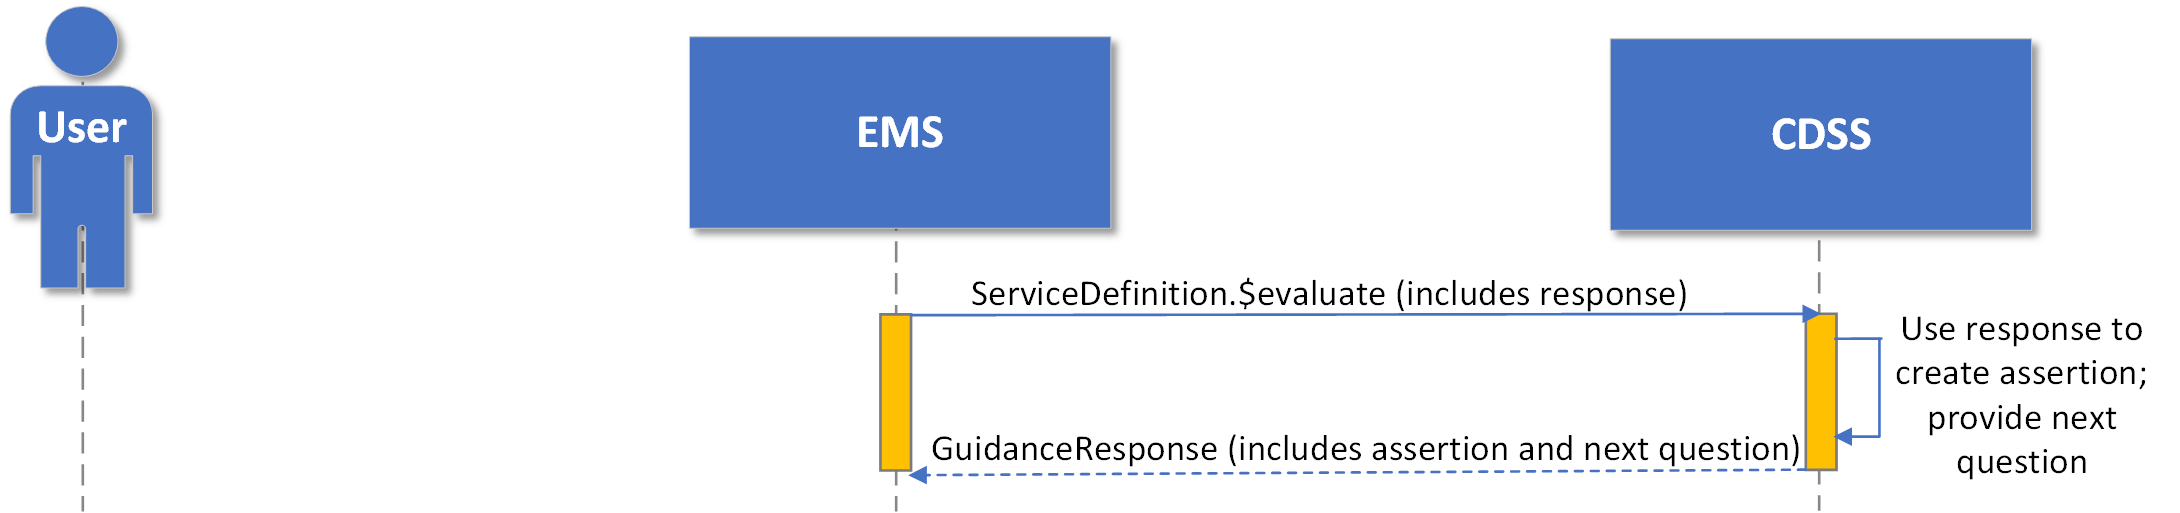 User
EMS
CDSS
ServiceDefinition.$evaluate (includes response)
Use response to
create assertion;
provide next
question
GuidanceResponse (includes assertion and next question)